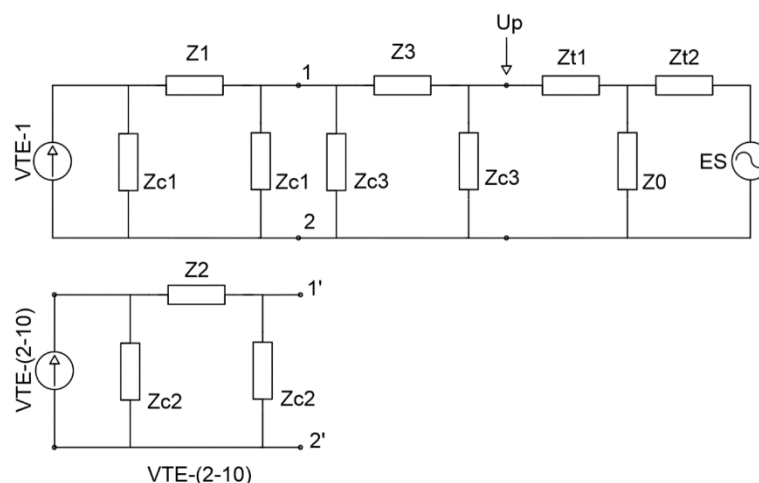 Up
Z1
1
Z3
Zt1
Zt2
VTE-1
Zc1
Zc1
Zc3
Zc3
Z0
ES
2
Z2
1'
VTE-(2-10)
Zc2
Zc2
2'
VTE-(2-10)